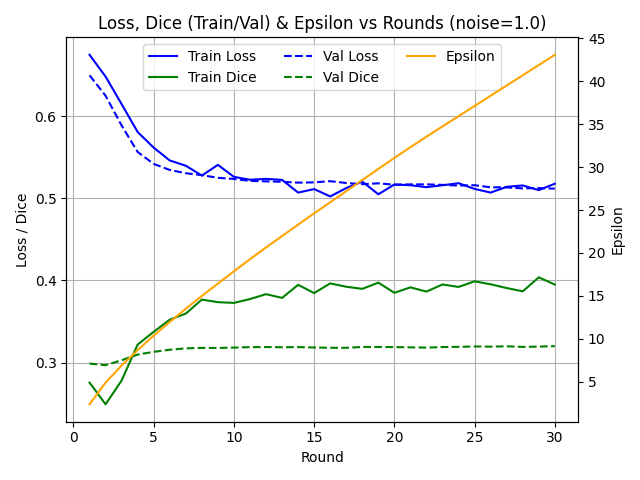 Loss, Dice (Train/Val) & Epsilon vs Rounds (noise=1.0)
Train Loss
Train Dice
Val Loss
Val Dice
Epsilon
Loss / Dice
0.6
0.5
0.4
0.3
45
40
35
30
25
20
15
10
5
Epsilon
0 5 10 15 20 25 30
Round